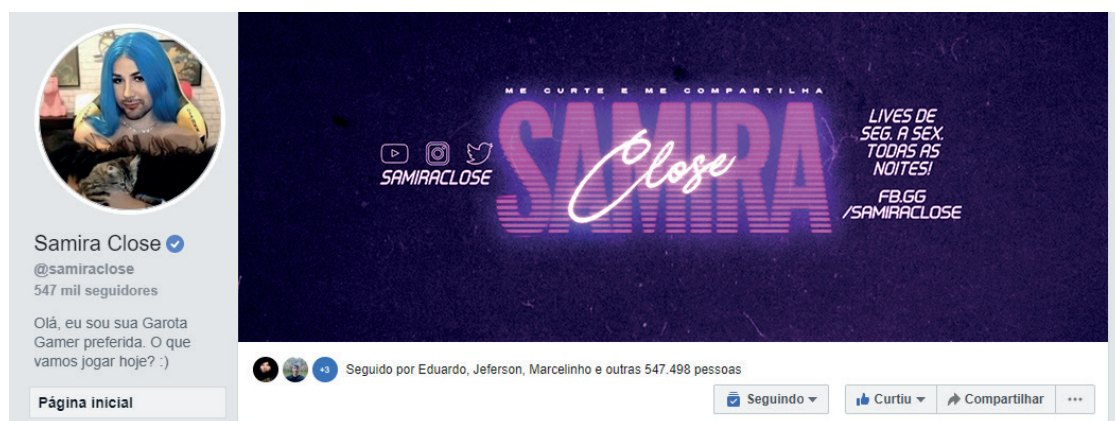 Samira Close
@samiraclose
547 mil seguidores
Olá, eu sou sua Garota
Gamer preferida. O que
vamos jogar hoje? :)
Página inicial
ME CURTE E ME COMPARTILHA
SAMIRA
Close
SAMIRACLOSE
LIVES DE
SEG. A SEX.
TODAS AS
NOITES!
FB.GG
/SAMIRACLOSE
+3 Seguido por Eduardo, Jeferson, Marcelinho e outras 547.498 pessoas
Seguindo Curtiu Compartilhar